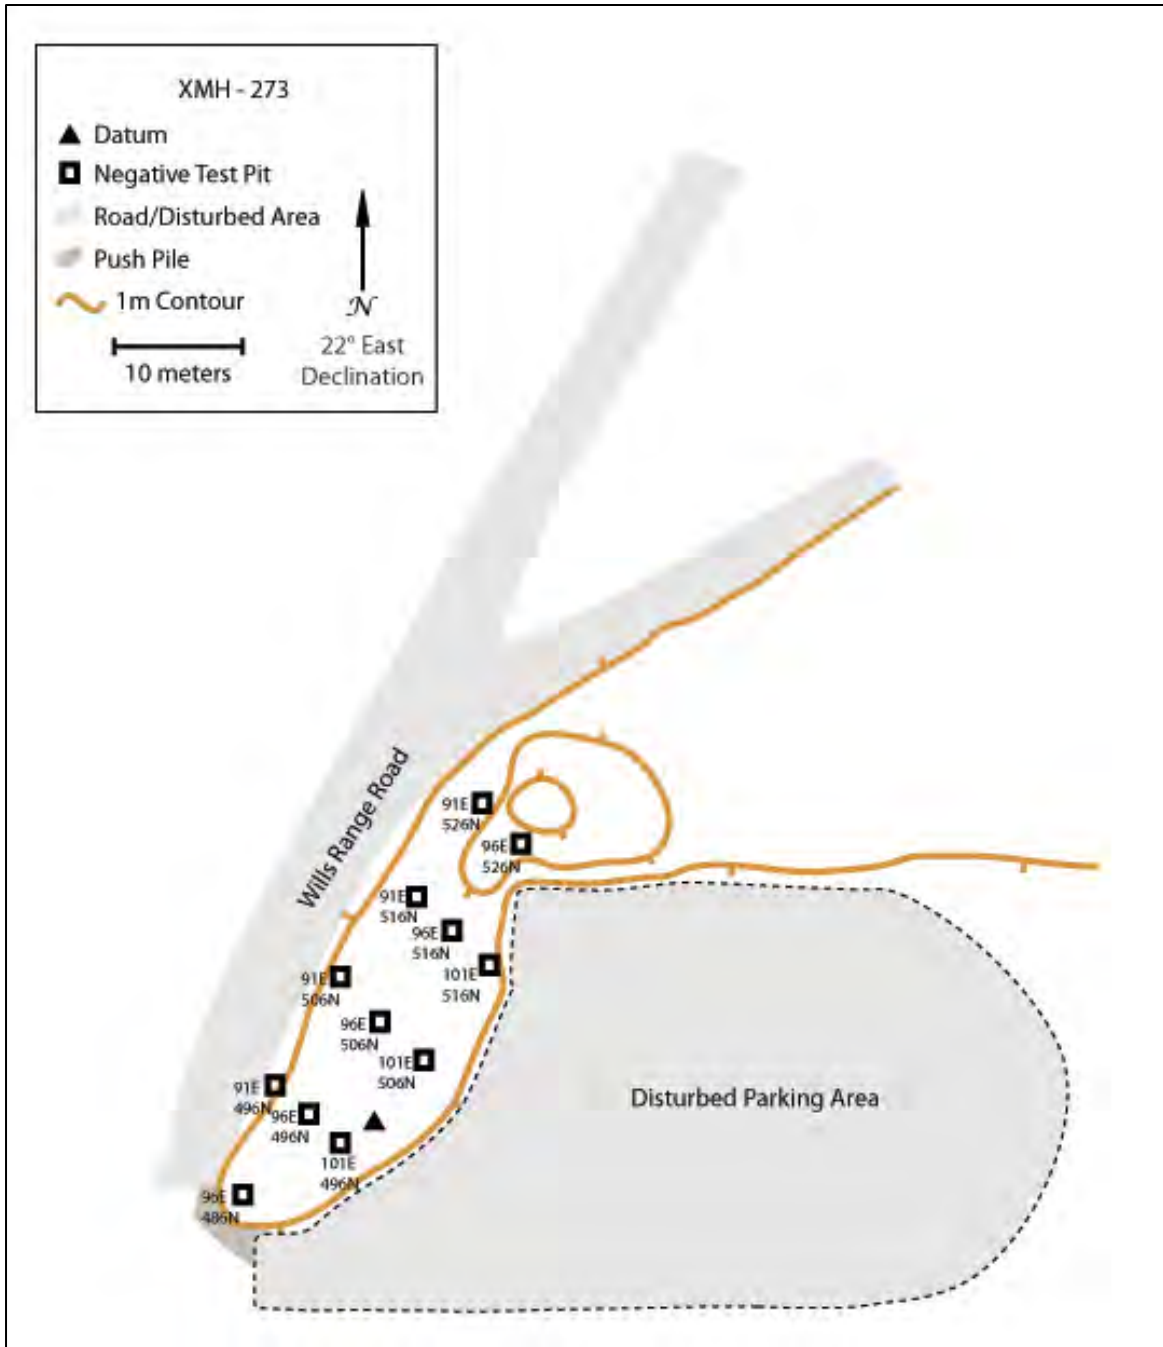 XMH - 273
Datum
Negative Test Pit
Road/Disturbed Area
Push Pile
1m Contour
N
10 meters
22° East
Declination
Wills Range Road
91E
526N
96E
526N
91E
516N
96E
516N
101E
516N
91E
506N
96E
506N
101E
506N
91E
496N
96E
496N
101E
496N
96E
486N
Disturbed Parking Area